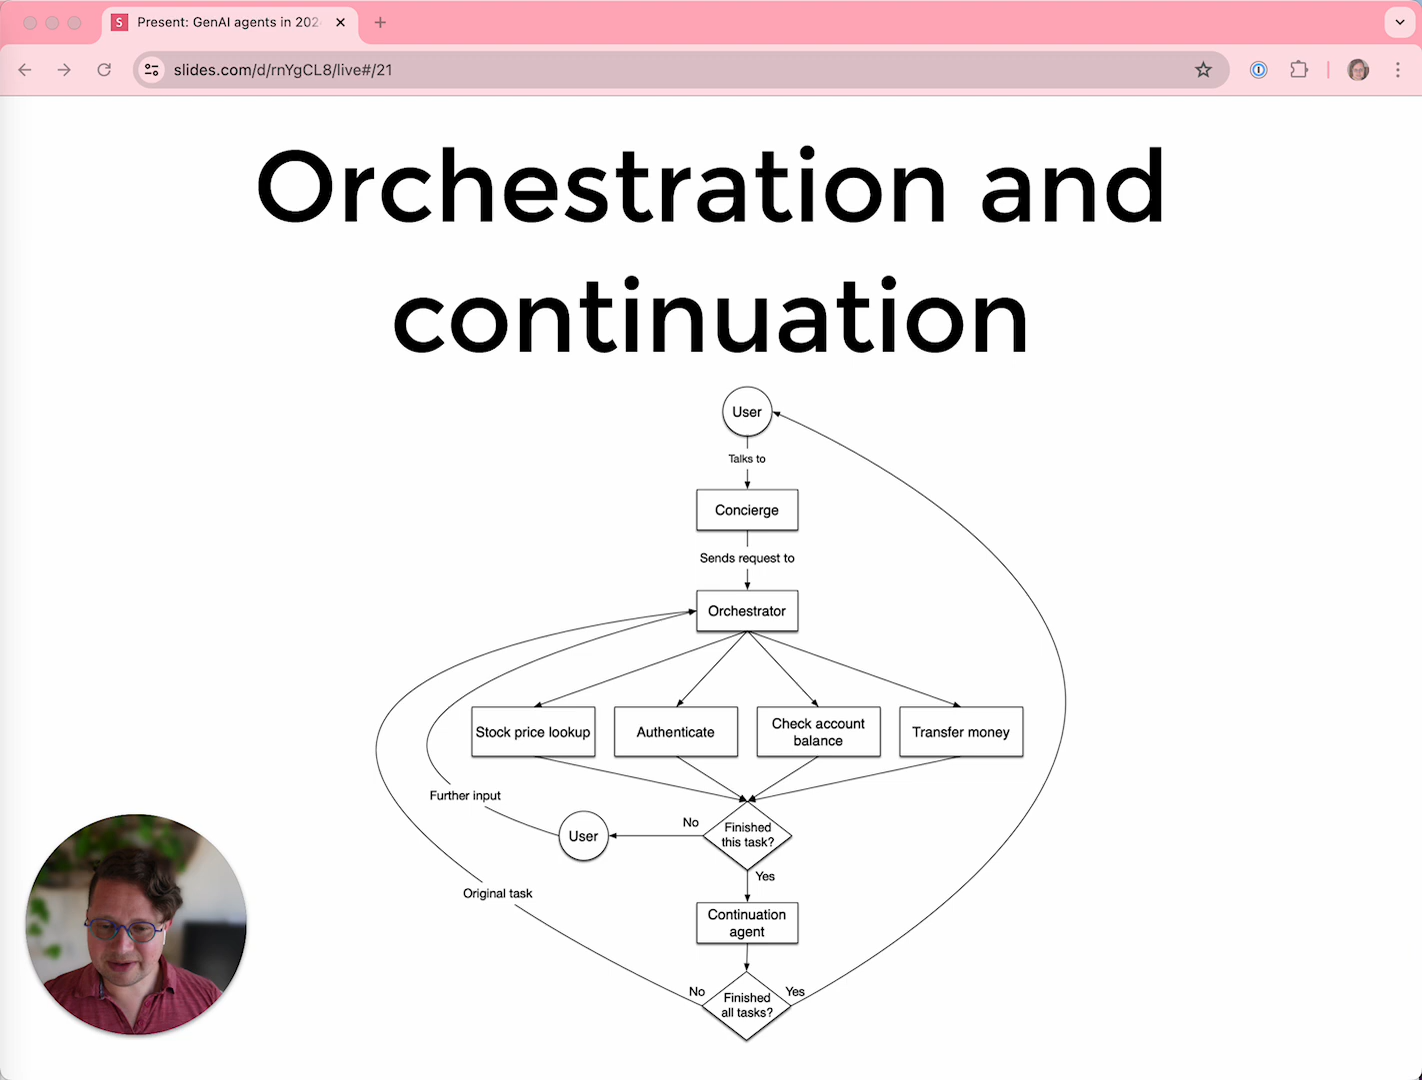 S Present: GenAI agents in 202
slides.com/d/rnYgCL8/live#/21
Orchestration and
continuation
User
Talks to
Concierge
Sends request to
Orchestrator
Stock price lookup
Authenticate
Check account
balance
Transfer money
Further input
User
No
Finished
this task?
Yes
Original task
Continuation
agent
No
Finished
all tasks?
Yes